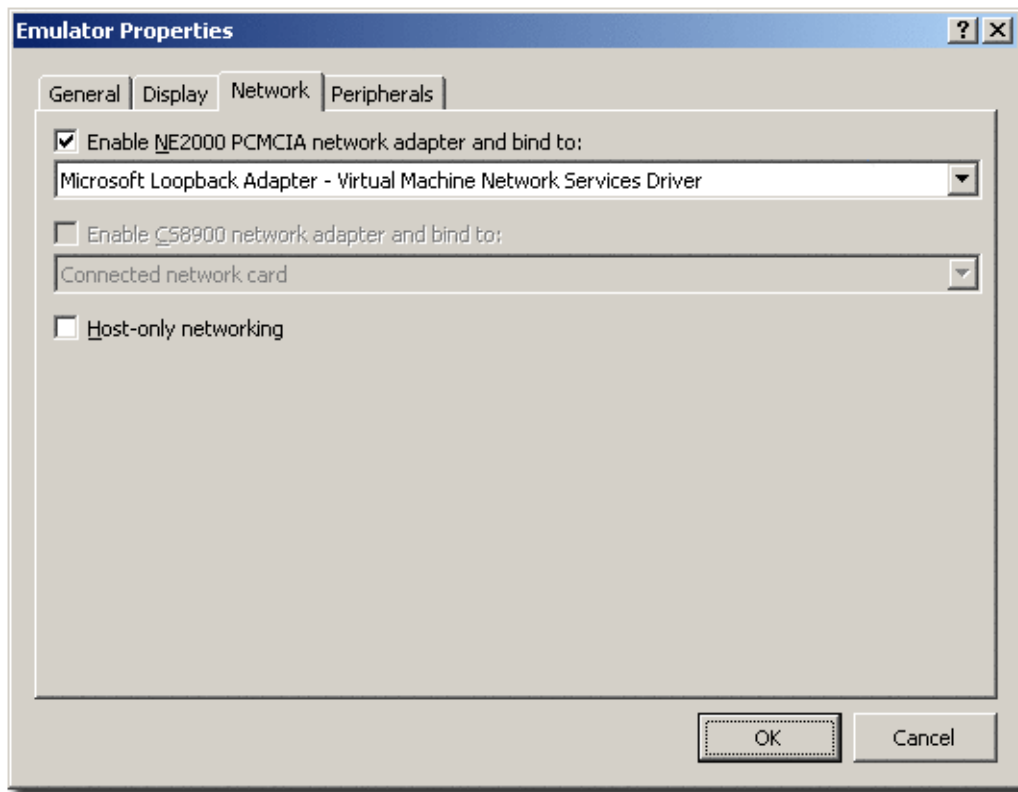 Emulator Properties
General Display Network Peripherals
Enable NE2000 PCMCIA network adapter and bind to:
Microsoft Loopback Adapter - Virtual Machine Network Services Driver
Enable CS8900 network adapter and bind to:
Connected network card
Host-only networking
OK Cancel